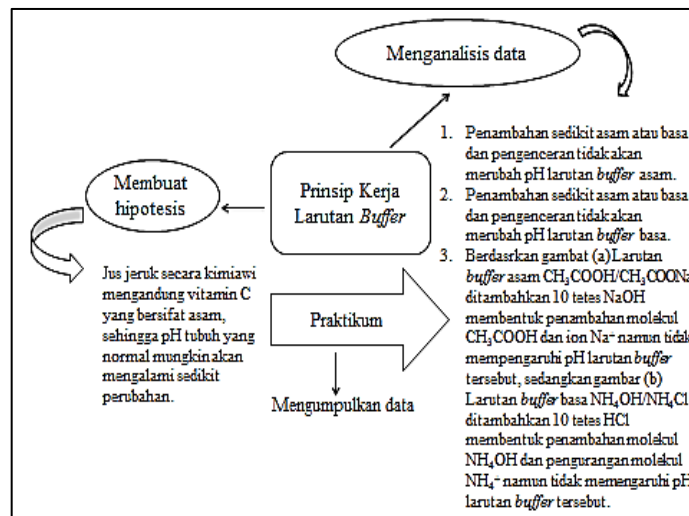 Menganalisis data
Membuat
hipotesis
Prinsip Kerja
Larutan Buffer
Jus jeruk secara kimiawi
mengandung vitamin C
yang bersifat asam,
sehingga pH tubuh yang
normal mungkin akan
mengalami sedikit
perubahan.
Praktikum
Mengumpulkan data
1. Penambahan sedikit asam atau basa
dan pengenceran tidak akan
merubah pH larutan buffer asam.
2. Penambahan sedikit asam atau basa
dan pengenceran tidak akan
merubah pH larutan buffer basa.
3. Berdasrkan gambat (a) Larutan
buffer asam CH₃COOH/CH₃COONa
ditambahkan 10 tetes NaOH
membentuk penambahan molekul
CH₃COOH dan ion Na⁺ namun tidak
mempengaruhi pH larutan buffer
tersebut, sedangkan gambar (b)
Larutan buffer basa NH₄OH/NH₄Cl
ditambahkan 10 tetes HCl
membentuk penambahan molekul
NH₄OH dan pengurangan molekul
NH₄⁺ namun tidak memengaruhi pH
larutan buffer tersebut.